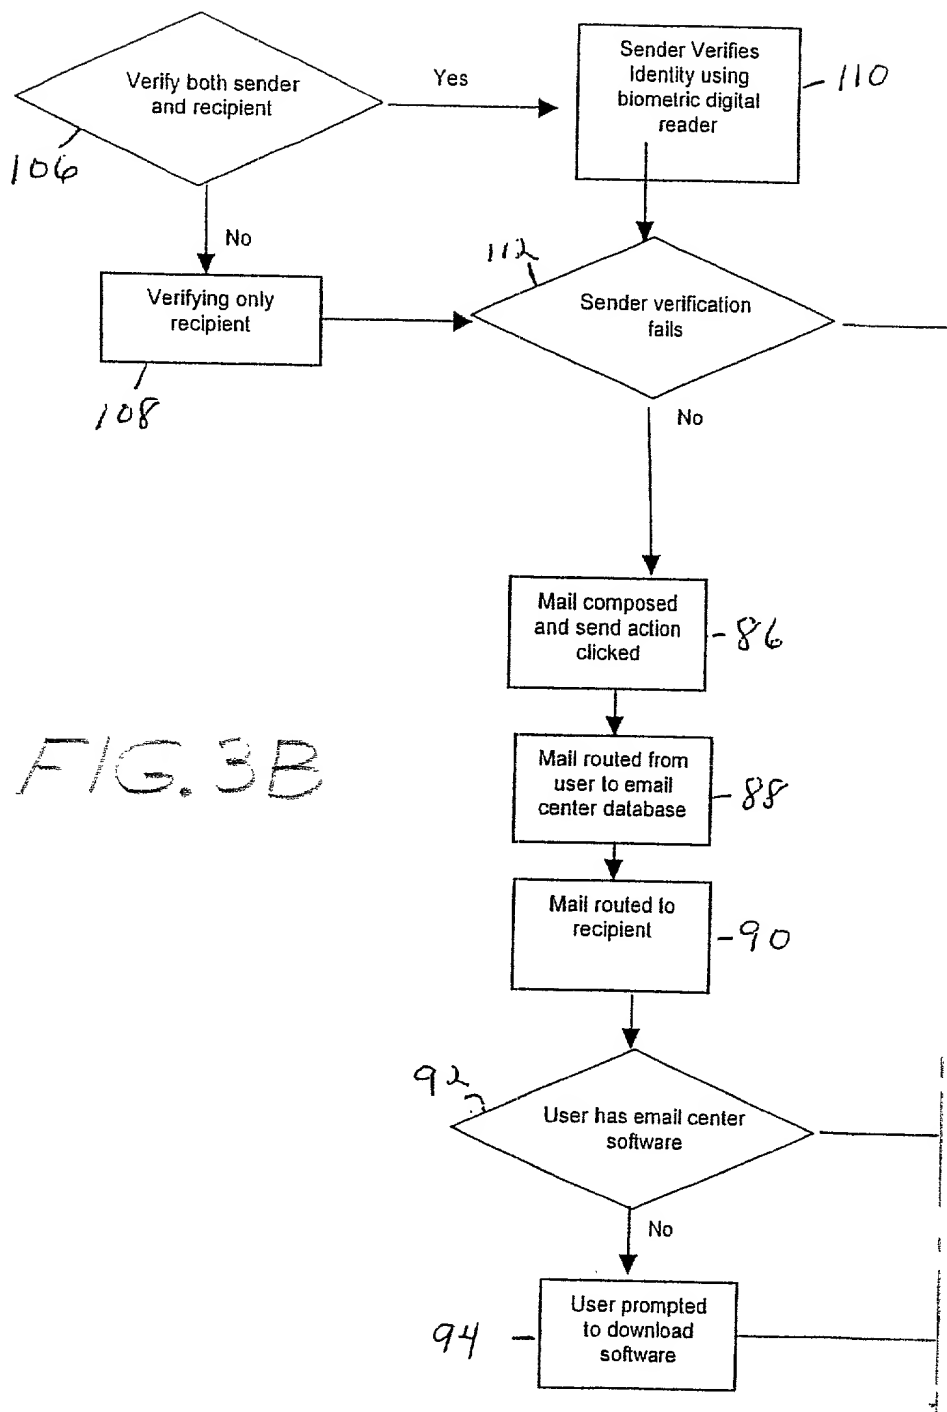 Verify both sender
and recipient
106
Yes
Sender Verifies
Identity using
biometric digital
reader
110
No
Verifying only
recipient
108
112
Sender verification
fails
No
Mail composed
and send action
clicked
86
FIG. 3B
Mail routed from
user to email
center database
88
Mail routed to
recipient
90
92
User has email center
software
No
User prompted
to download
software
94